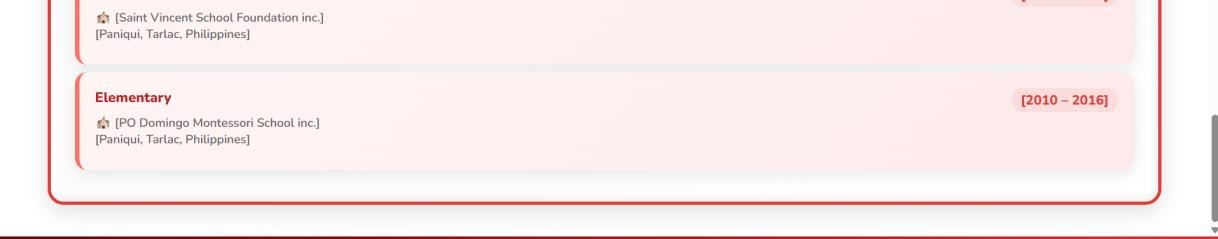 [Saint Vincent School Foundation inc.]
[Paniqui, Tarlac, Philippines]
Elementary
[2010 – 2016]
[PO Domingo Montessori School inc.]
[Paniqui, Tarlac, Philippines]